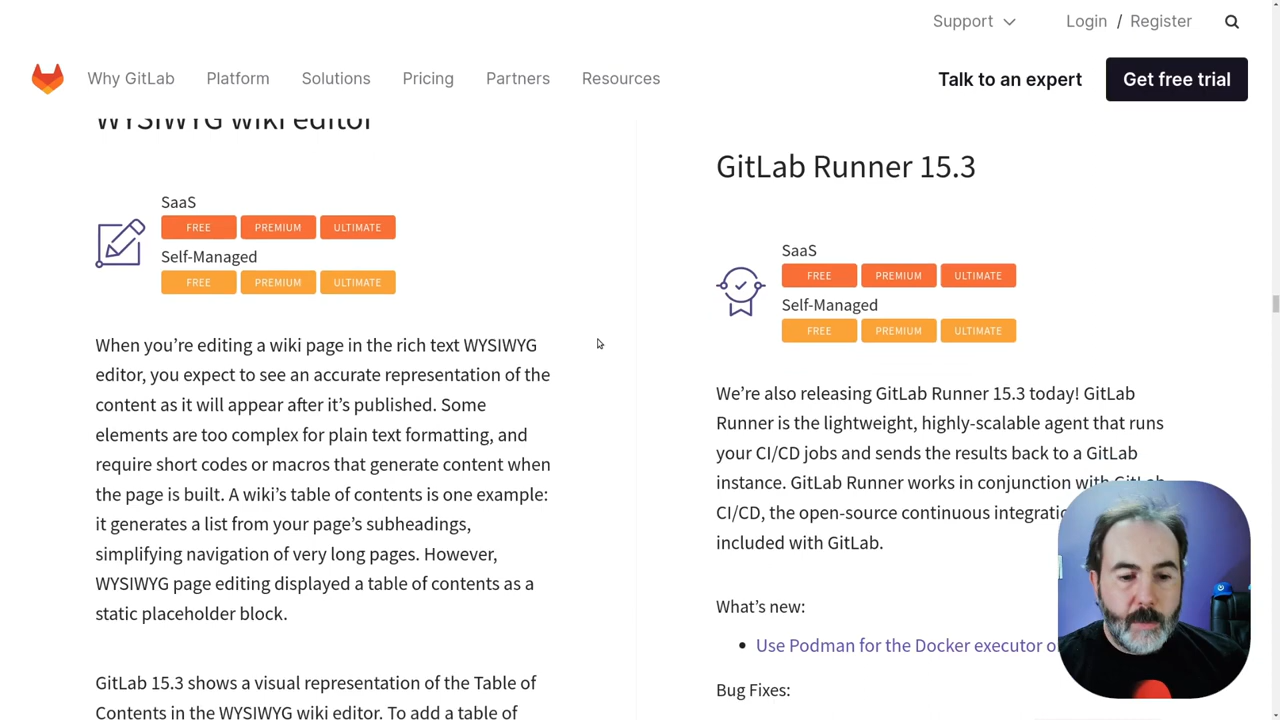 Support
Login / Register
Why GitLab
Platform
Solutions
Pricing
Partners
Resources
Talk to an expert
Get free trial
WYSIWYG wiki editor
SaaS
FREE PREMIUM ULTIMATE
Self-Managed
FREE PREMIUM ULTIMATE
When you’re editing a wiki page in the rich text WYSIWYG
editor, you expect to see an accurate representation of the
content as it will appear after it’s published. Some
elements are too complex for plain text formatting, and
require short codes or macros that generate content when
the page is built. A wiki’s table of contents is one example:
it generates a list from your page’s subheadings,
simplifying navigation of very long pages. However,
WYSIWYG page editing displayed a table of contents as a
static placeholder block.
GitLab 15.3 shows a visual representation of the Table of
Contents in the WYSIWYG wiki editor. To add a table of
GitLab Runner 15.3
SaaS
FREE PREMIUM ULTIMATE
Self-Managed
FREE PREMIUM ULTIMATE
We’re also releasing GitLab Runner 15.3 today! GitLab
Runner is the lightweight, highly-scalable agent that runs
your CI/CD jobs and sends the results back to a GitLab
instance. GitLab Runner works in conjunction with GitLab
CI/CD, the open-source continuous
included with GitLab.
What’s new:
• Use Podman for the Docker executor
Bug Fixes: